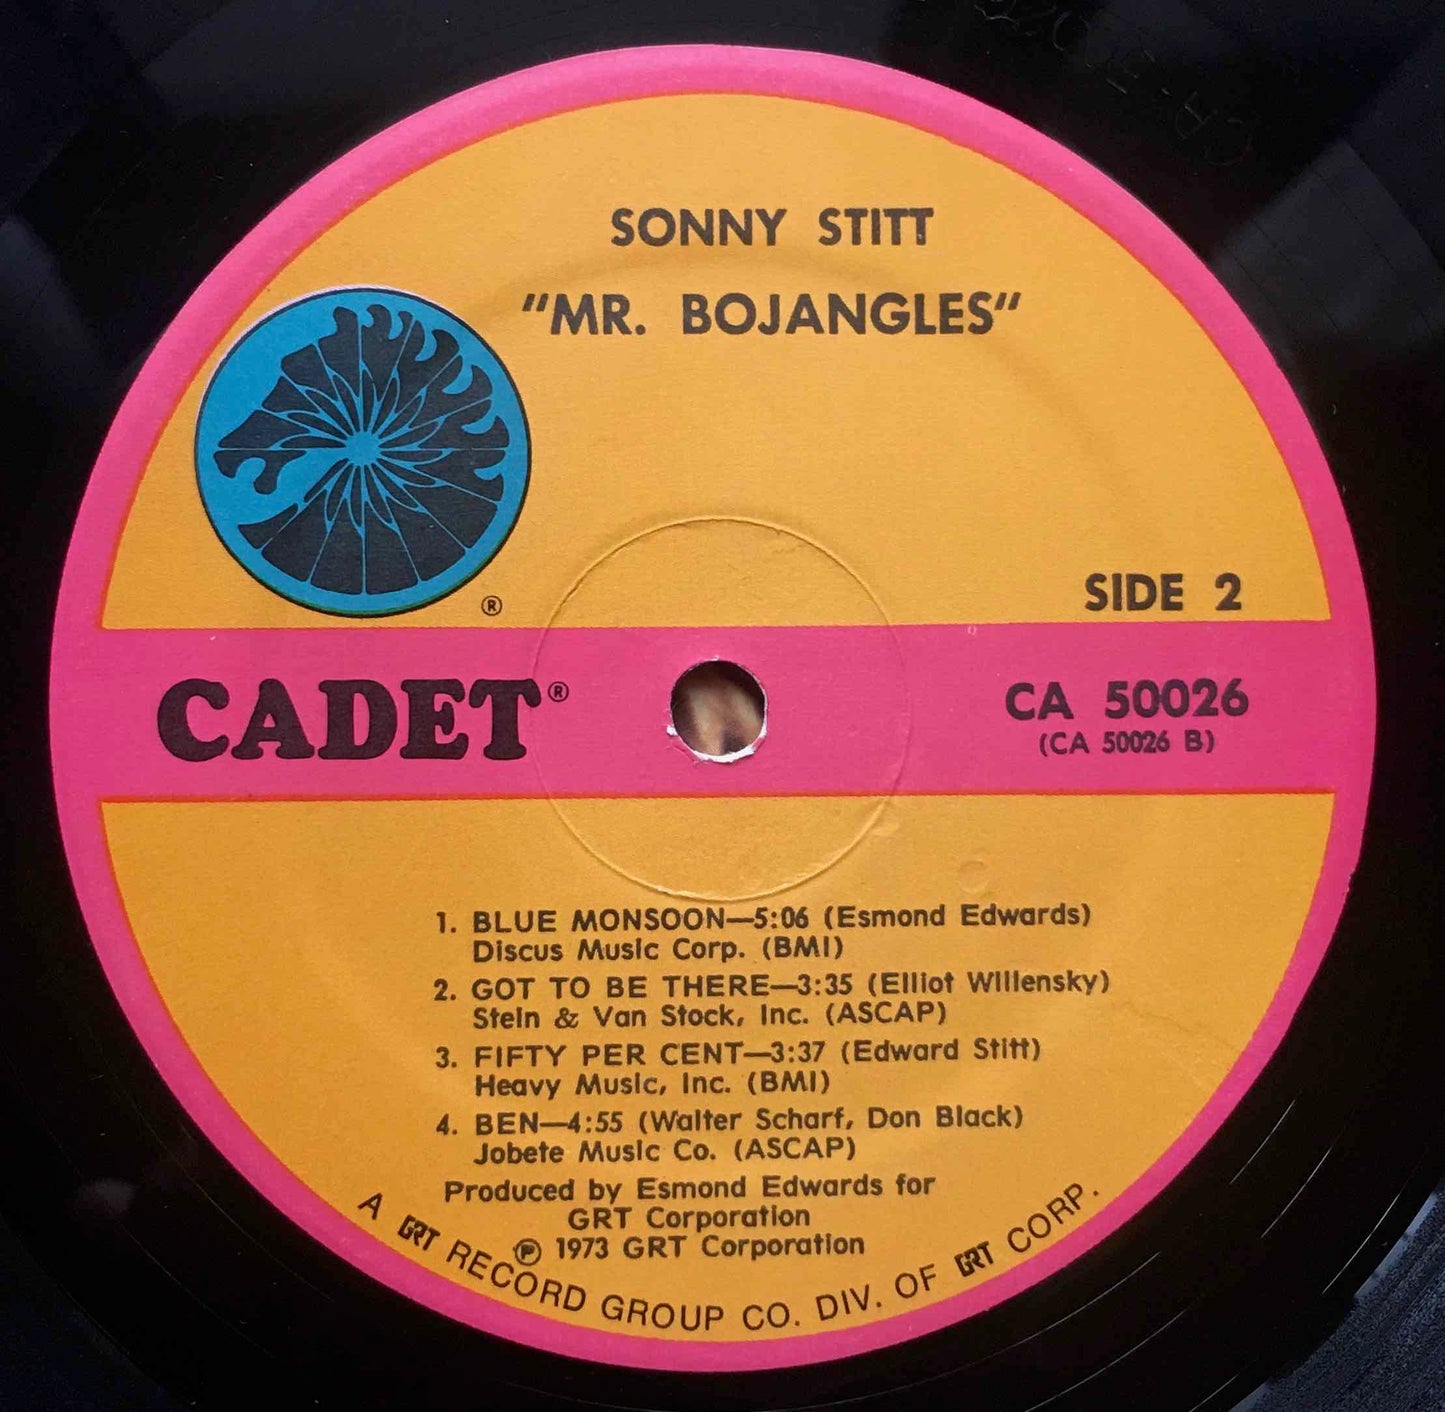 SONNY STITT
"MR. BOJANGLES"
®
SIDE 2
CADET®
CA 50026
(CA 50026 B)
1. BLUE MONSOON—5:06 (Esmond Edwards)
Discus Music Corp. (BMI)
2. GOT TO BE THERE—3:35 (Elliot Willensky)
Stein & Van Stock, Inc. (ASCAP)
3. FIFTY PER CENT—3:37 (Edward Stitt)
Heavy Music, Inc. (BMI)
4. BEN—4:55 (Walter Scharf, Don Black)
Jobete Music Co. (ASCAP)
Produced by Esmond Edwards for
GRT Corporation
℗ 1973 GRT Corporation
A GRT RECORD GROUP CO. DIV. OF GRT CORP.